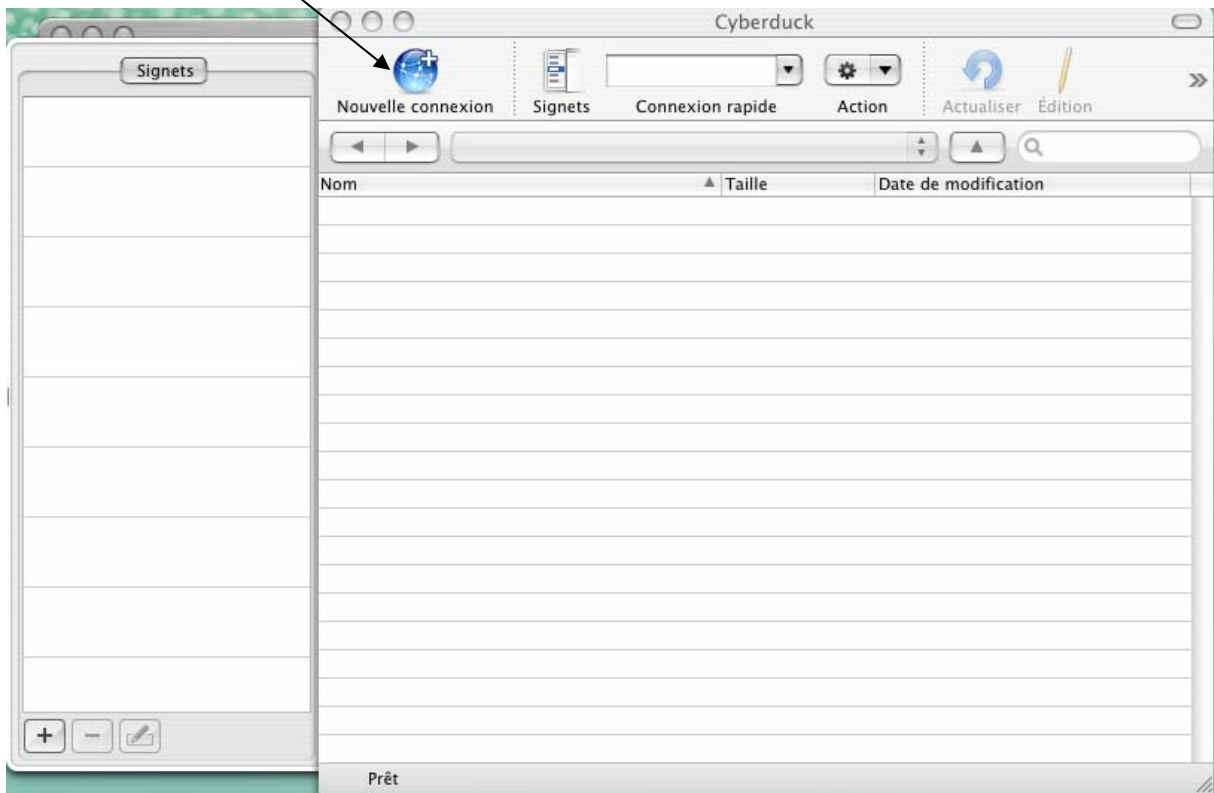 Cyberduck
Signets
Nouvelle connexion
Signets
Connexion rapide
Action
Actualiser
Édition
Nom
Taille
Date de modification
Prêt